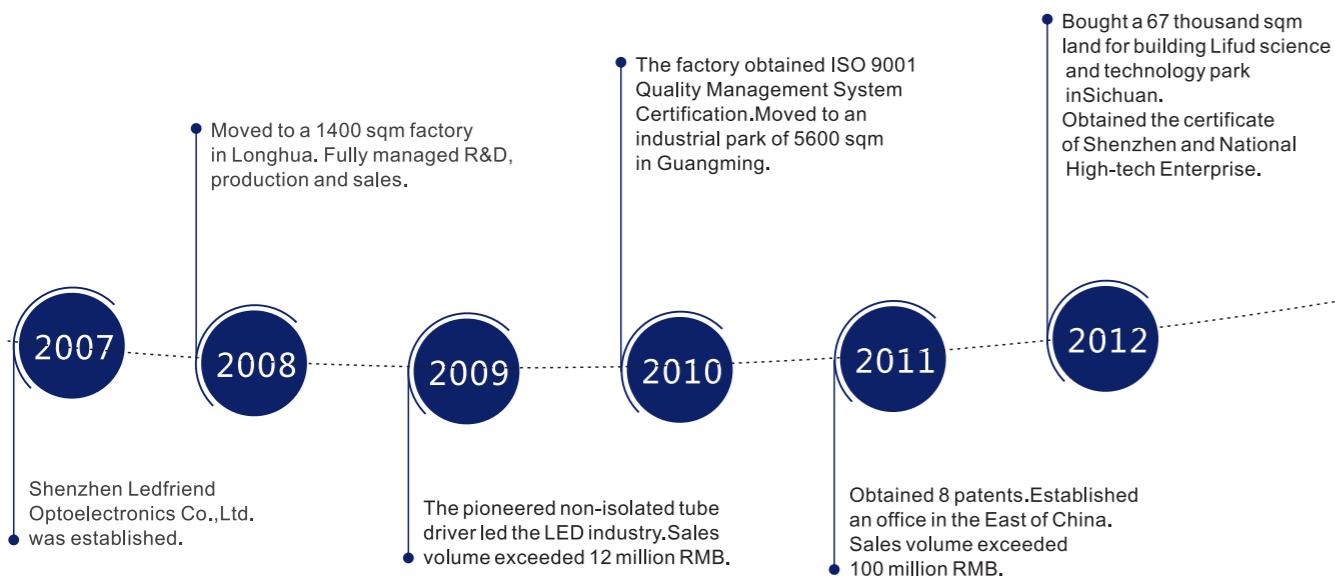 2007
Shenzhen Ledfriend
Optoelectronics Co.,Ltd.
was established.
2008
Moved to a 1400 sqm factory
in Longhua. Fully managed R&D,
production and sales.
2009
The pioneered non-isolated tube
driver led the LED industry.Sales
volume exceeded 12 million RMB.
2010
The factory obtained ISO 9001
Quality Management System
Certification.Moved to an
industrial park of 5600 sqm
in Guangming.
2011
Obtained 8 patents.Established
an office in the East of China.
Sales volume exceeded
100 million RMB.
2012
Bought a 67 thousand sqm
land for building Lifud science
and technology park
inSichuan.
Obtained the certificate
of Shenzhen and National
High-tech Enterprise.